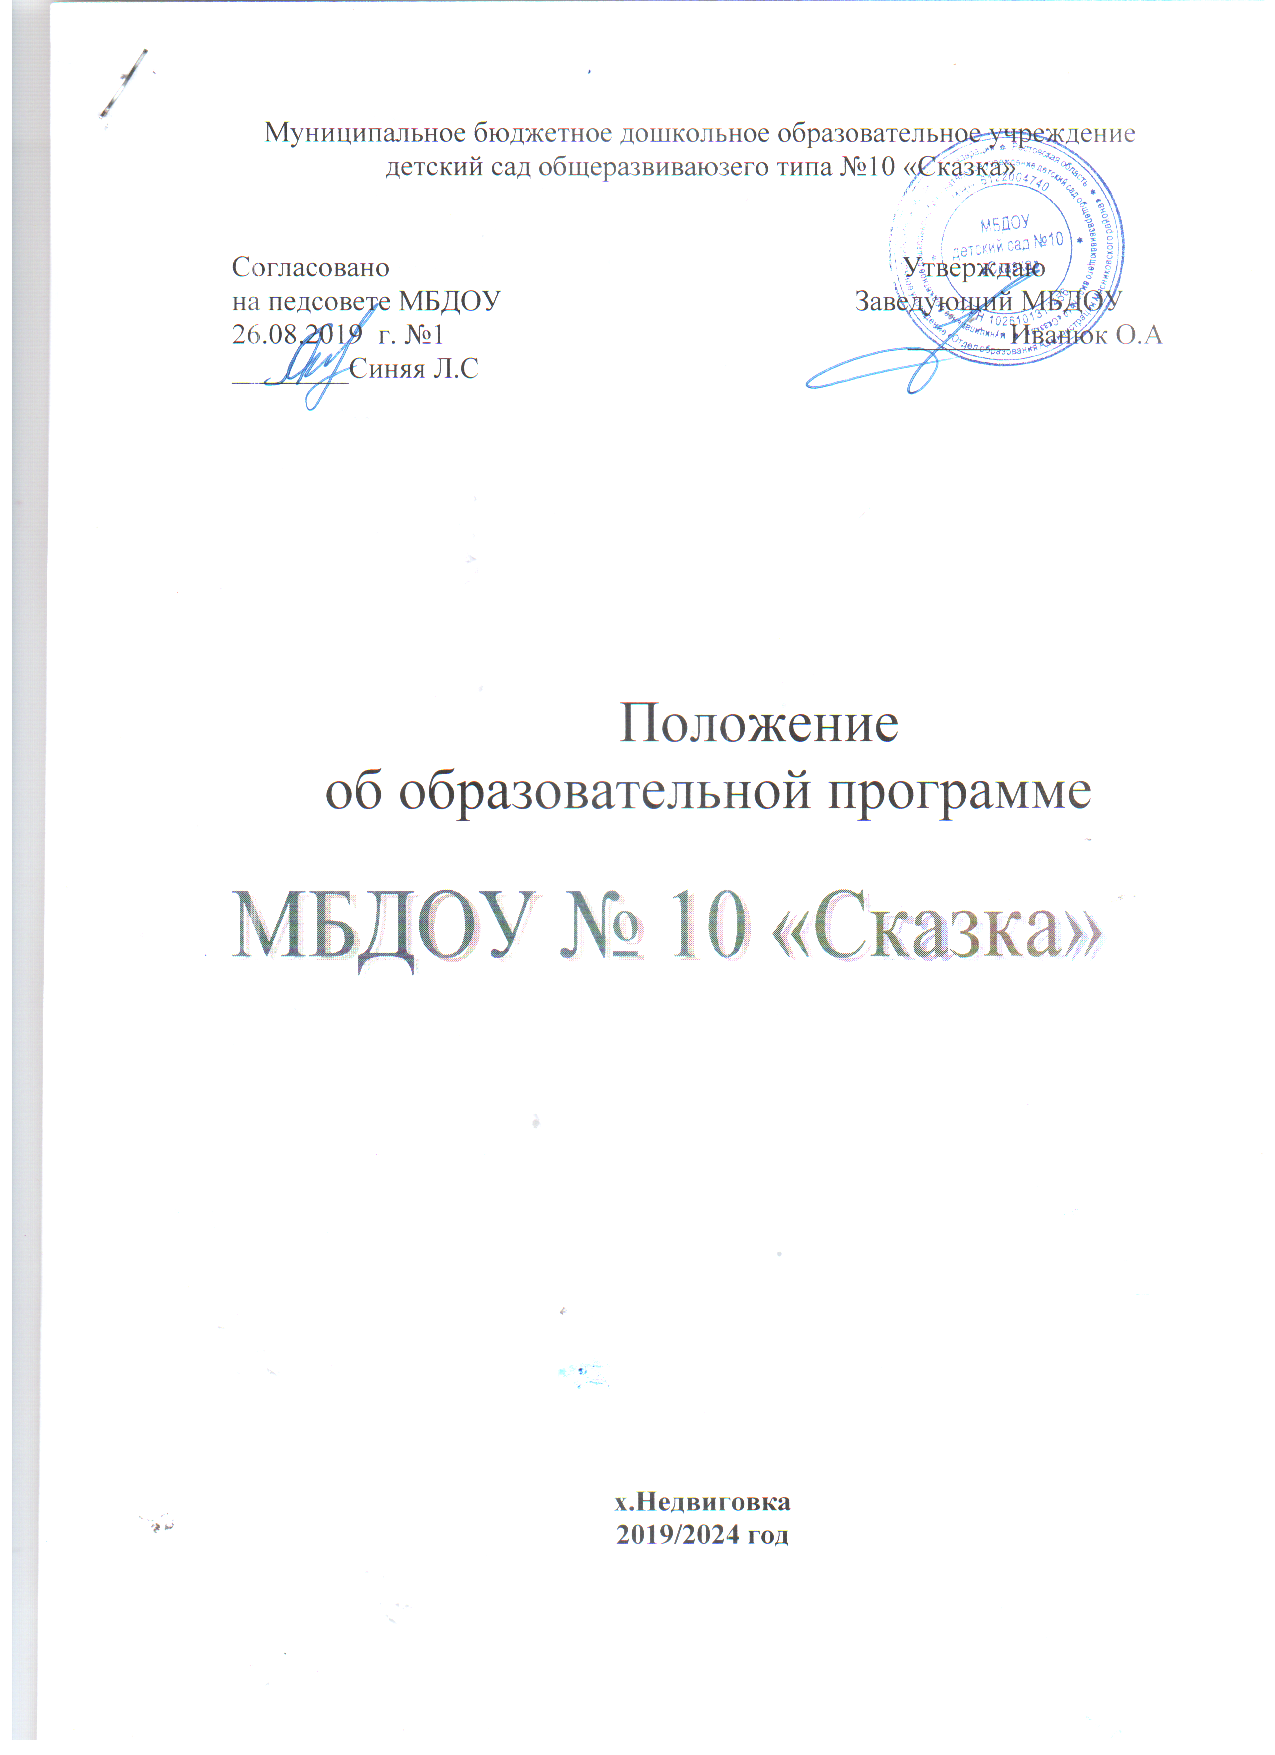 Муниципальное бюджетное дошкольное образовательное учреждение
детский сад общеразвиваюзего типа №10 «Сказка»
МБДОУ
детский сад №10
Согласовано Утверждаю
на педсовете МБДОУ Заведующий МБДОУ
26.08.2019 г. №1 Иванюк О.А
Синяя Л.С
Положение
об образовательной программе
МБДОУ № 10 «Сказка»
х.Недвиговка
2019/2024 год